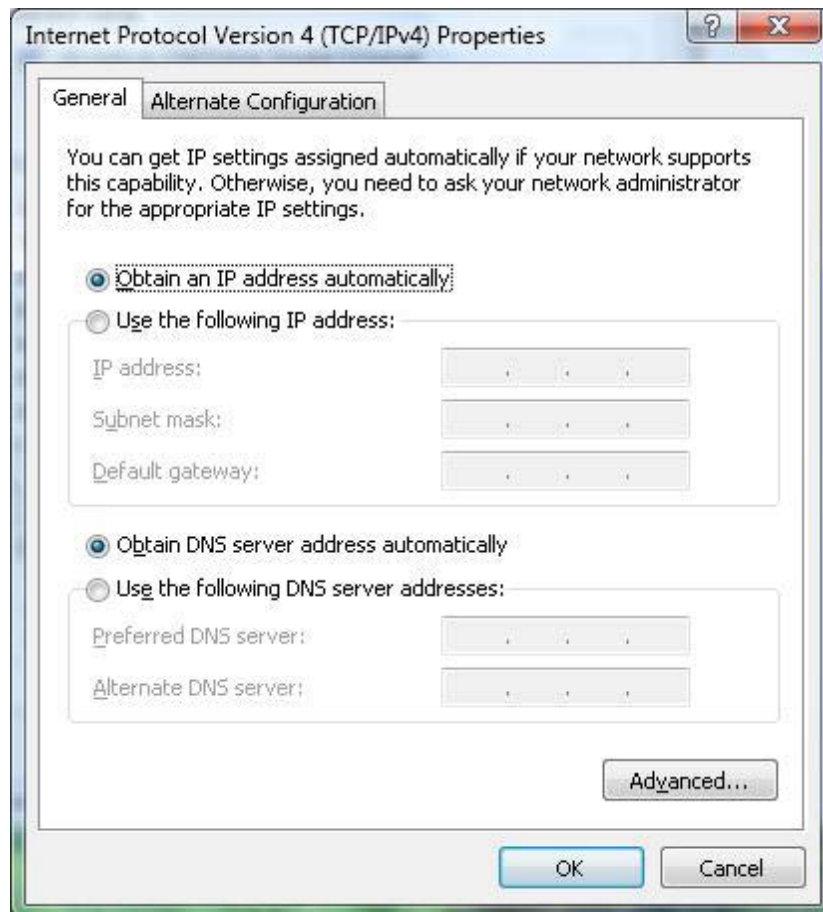 Internet Protocol Version 4 (TCP/IPv4) Properties
?
X
General
Alternate Configuration
You can get IP settings assigned automatically if your network supports
this capability. Otherwise, you need to ask your network administrator
for the appropriate IP settings.
Obtain an IP address automatically
Use the following IP address:
IP address:
. . .
Subnet mask:
. . .
Default gateway:
. . .
Obtain DNS server address automatically
Use the following DNS server addresses:
Preferred DNS server:
. . .
Alternate DNS server:
. . .
Advanced...
OK
Cancel